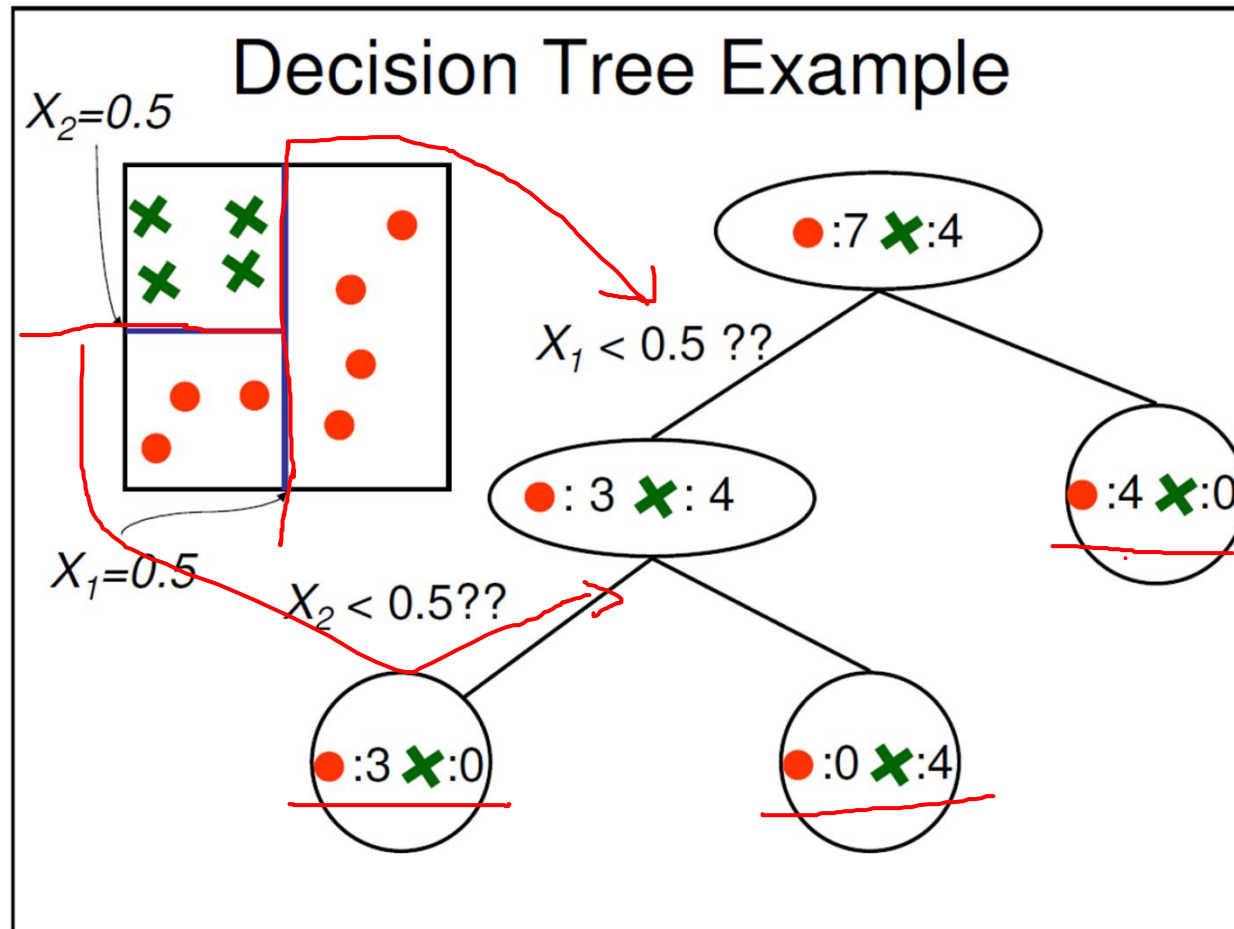 Decision Tree Example
X₂=0.5
:7 :4
X₁ < 0.5 ??
: 3 : 4
:4 :0
X₁=0.5
X₂ < 0.5??
:3 :0
:0 :4